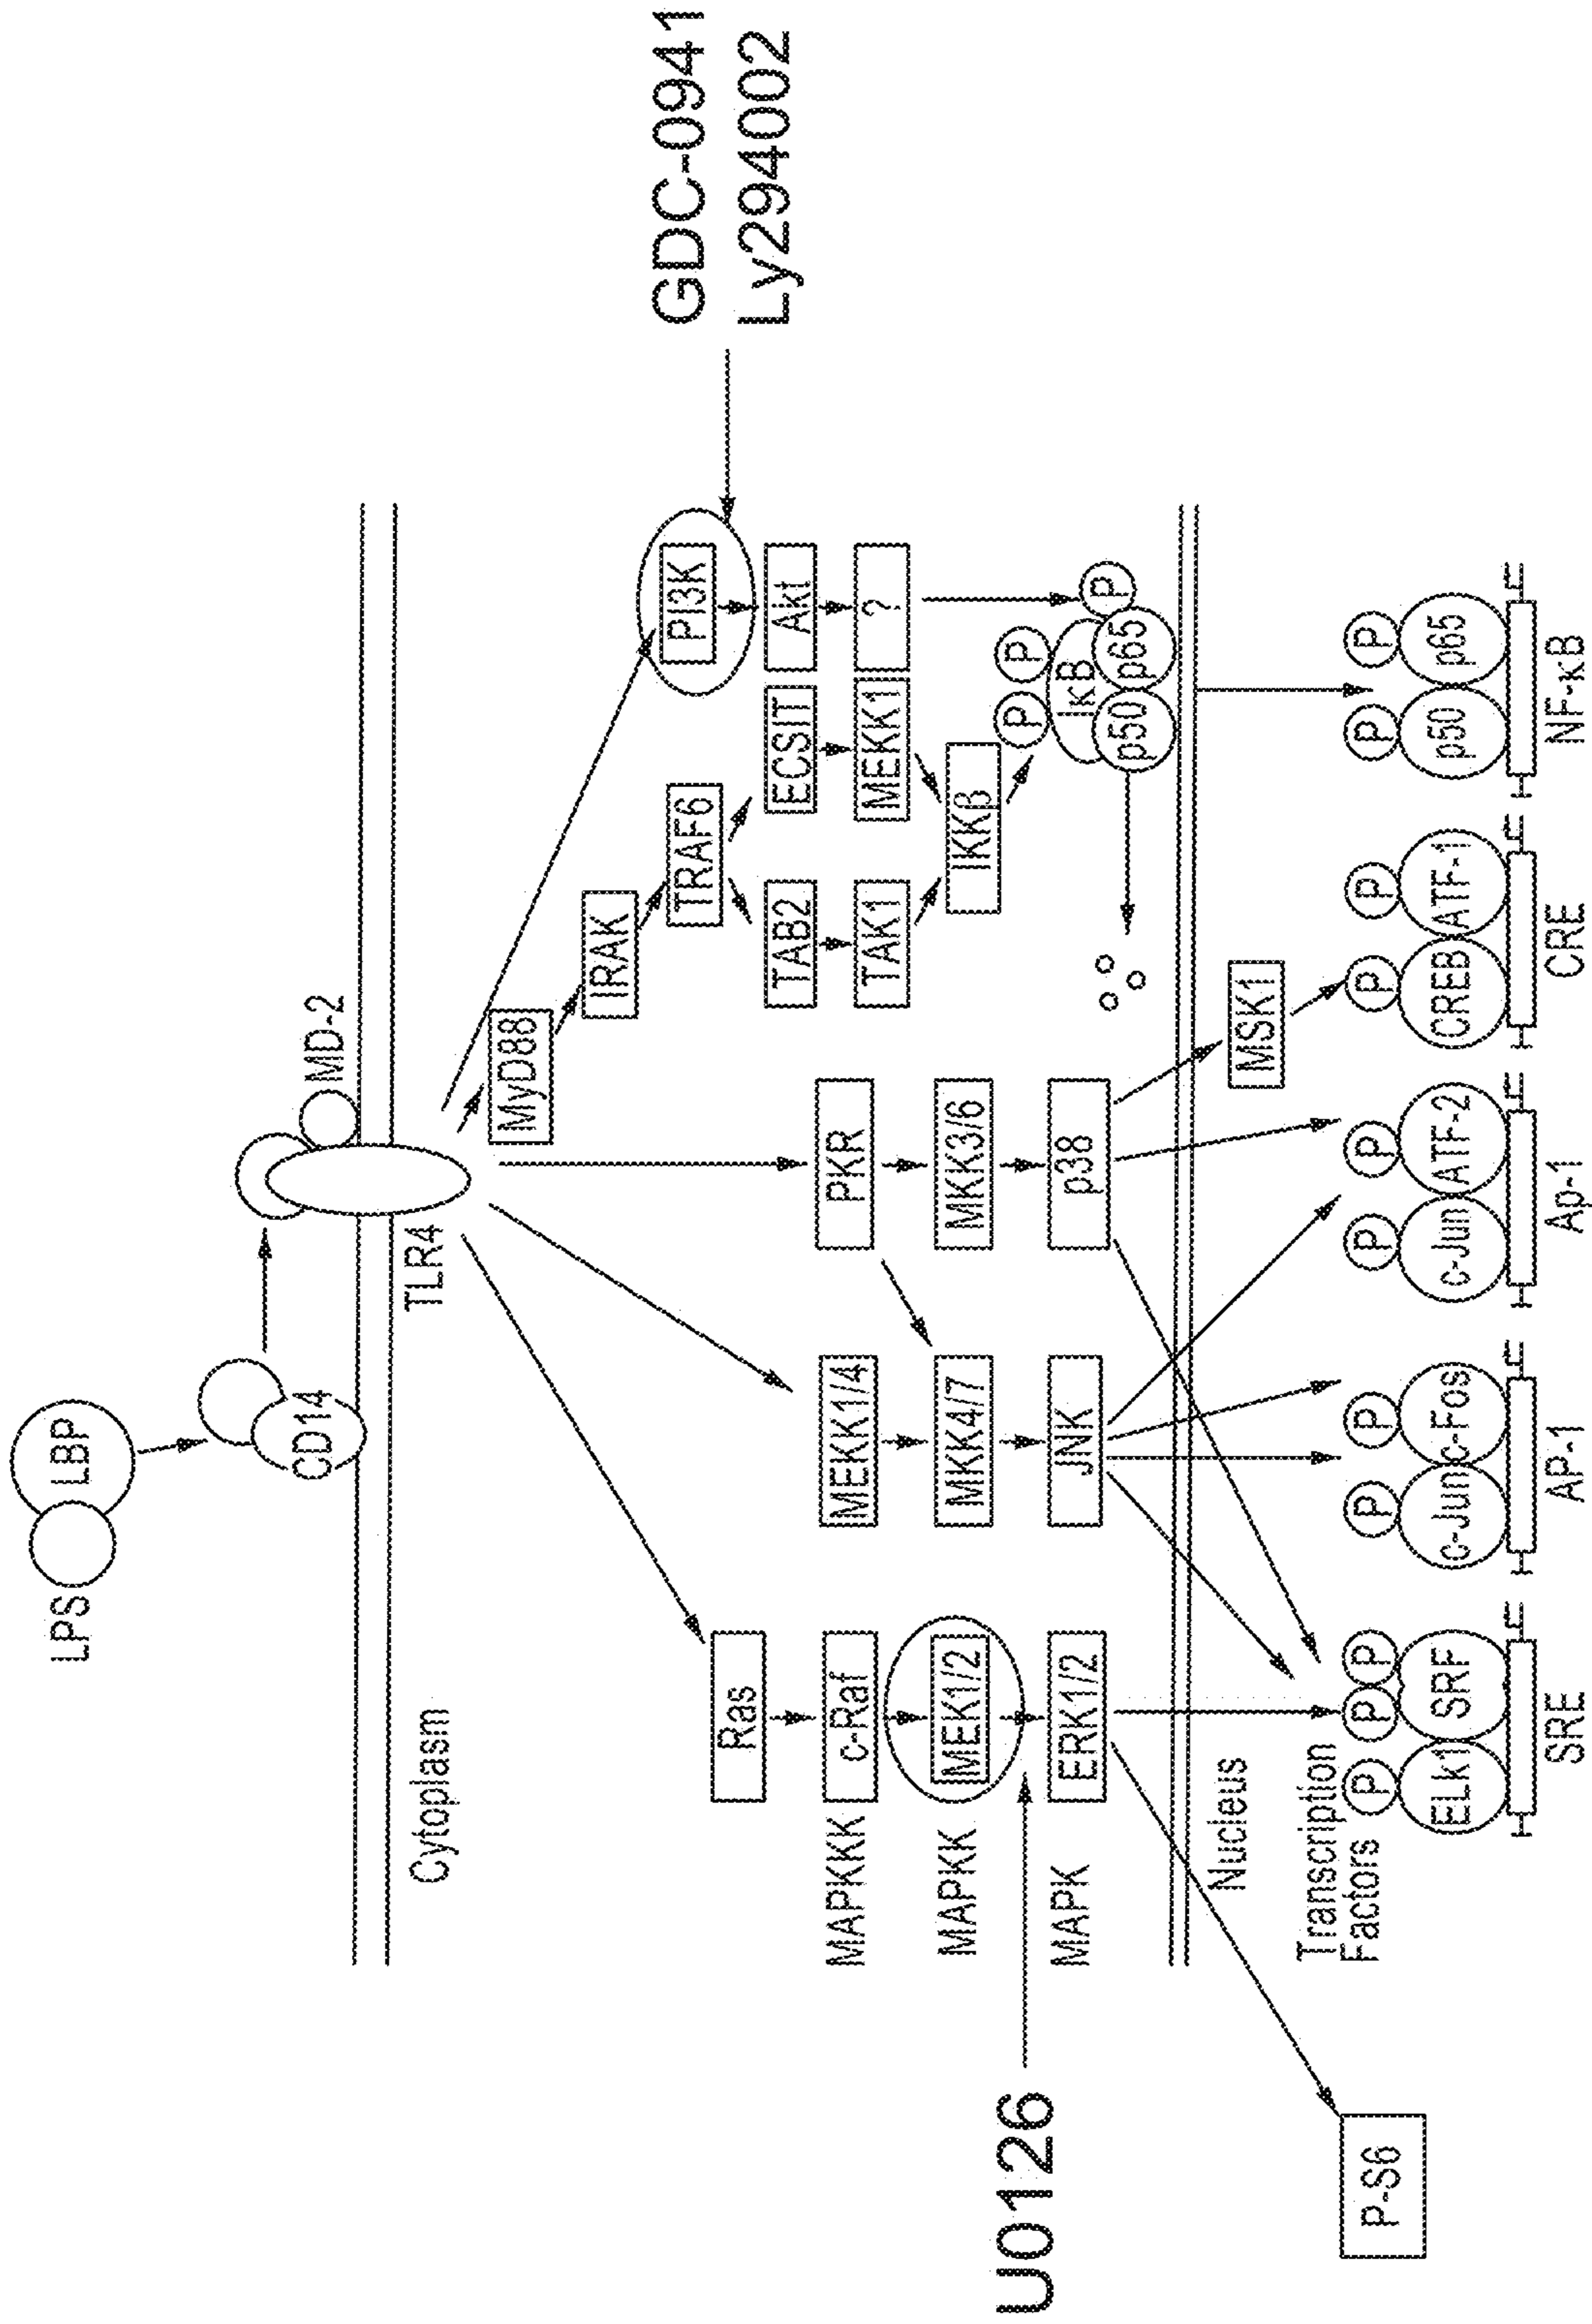 LPS
LBP
CD14
MD-2
TLR4
Cytoplasm
MyD88
IRAK
TRAF6
PI3K
GDC-0941
Ly294002
Ras
TAB2
ECSIT
Akt
MAPKKK
c-Raf
MEKK1/4
PKR
TAK1
MEKK1
?
MAPKK
MEK1/2
MKK4/7
MKK3/6
IKKβ
U0126
MAPK
ERK1/2
JNK
p38
P
P
P
IκB
p50
p65
Nucleus
MSK1
Transcription
Factors
P
P
P
P
P
P
P
P
P
P
P
P-S6
ELk1
SRF
c-Jun
c-Fos
c-Jun
ATF-2
CREB
ATF-1
p50
p65
SRE
AP-1
Ap-1
CRE
NF-κB